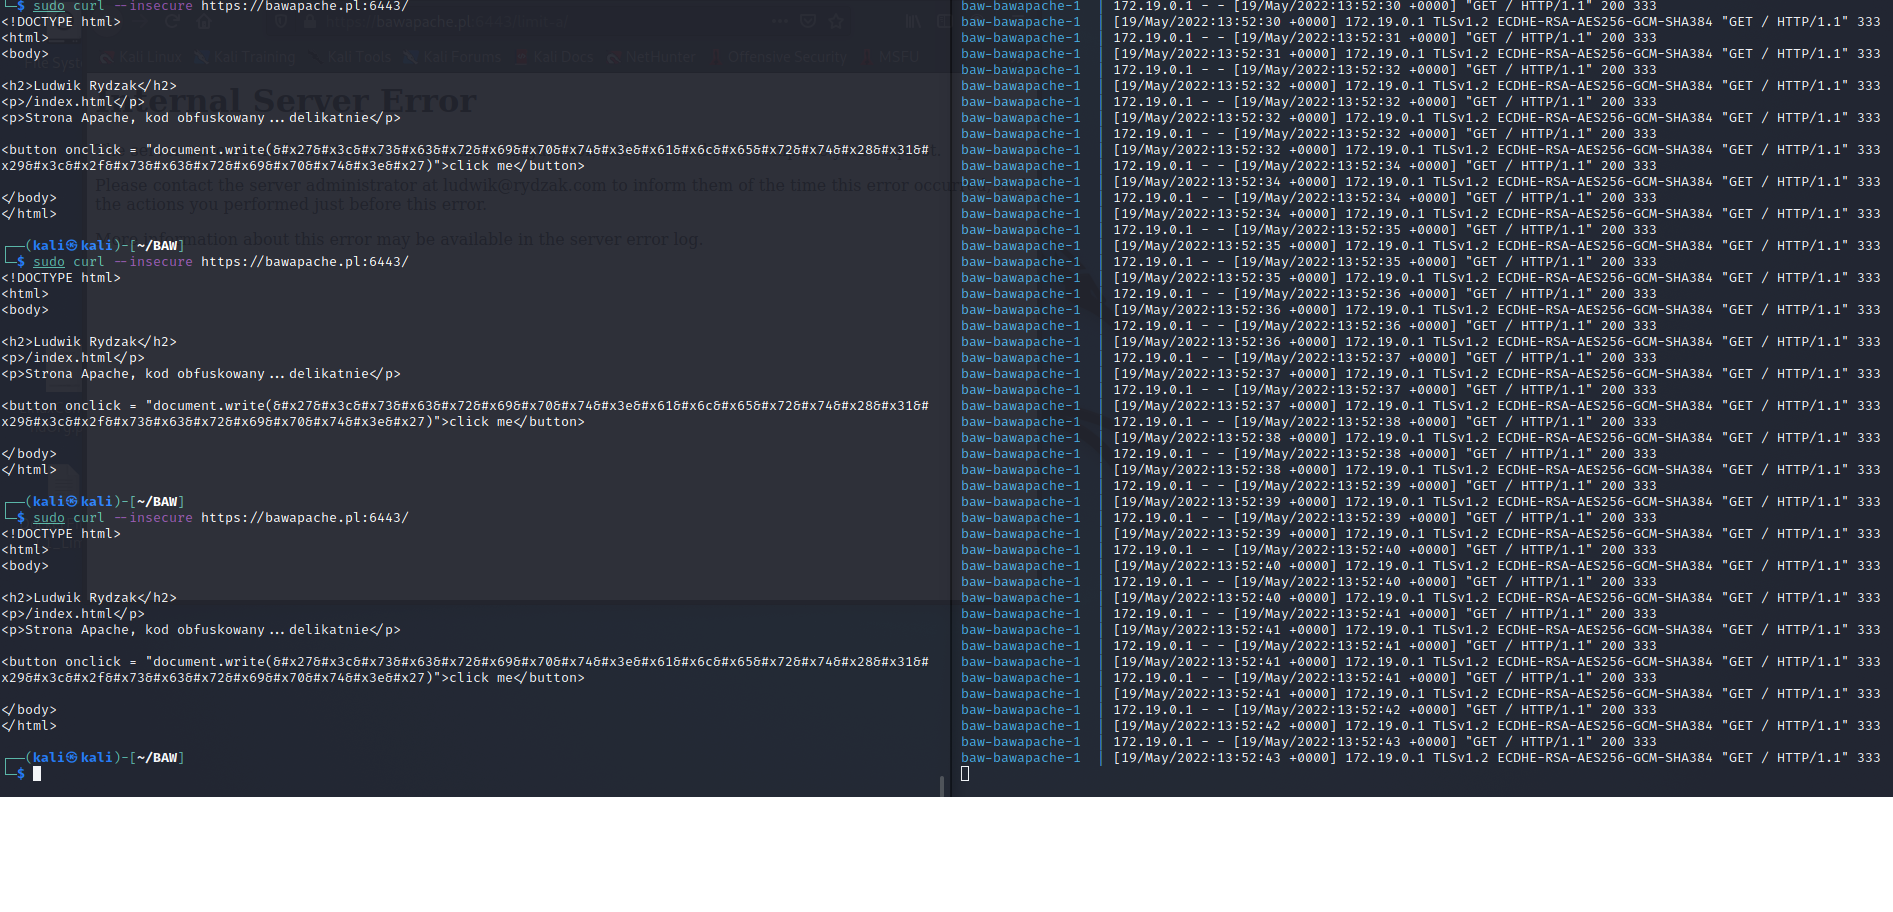 └─$ sudo curl --insecure https://bawapache.pl:6443/
<!DOCTYPE html>
<html>
<body>
<h2>Ludwik Rydzak</h2>
<p>/index.html</p>
<p>Strona Apache, kod obfuskowany...delikatnie</p>
<button onclick = "document.write(&#x27&#x3c&#x73&#x63&#x72&#x69&#x70&#x74&#x3e&#x61&#x6c&#x65&#x72&#x74&#x28&#x31&#
x29&#x3c&#x2f&#x73&#x63&#x72&#x69&#x70&#x74&#x3e&#x27)">click me</button>
</body>
</html>
┌──(kali㉿kali)-[~/BAW]
└─$ sudo curl --insecure https://bawapache.pl:6443/
<!DOCTYPE html>
<html>
<body>
<h2>Ludwik Rydzak</h2>
<p>/index.html</p>
<p>Strona Apache, kod obfuskowany...delikatnie</p>
<button onclick = "document.write(&#x27&#x3c&#x73&#x63&#x72&#x69&#x70&#x74&#x3e&#x61&#x6c&#x65&#x72&#x74&#x28&#x31&#
x29&#x3c&#x2f&#x73&#x63&#x72&#x69&#x70&#x74&#x3e&#x27)">click me</button>
</body>
</html>
┌──(kali㉿kali)-[~/BAW]
└─$ sudo curl --insecure https://bawapache.pl:6443/
<!DOCTYPE html>
<html>
<body>
<h2>Ludwik Rydzak</h2>
<p>/index.html</p>
<p>Strona Apache, kod obfuskowany...delikatnie</p>
<button onclick = "document.write(&#x27&#x3c&#x73&#x63&#x72&#x69&#x70&#x74&#x3e&#x61&#x6c&#x65&#x72&#x74&#x28&#x31&#
x29&#x3c&#x2f&#x73&#x63&#x72&#x69&#x70&#x74&#x3e&#x27)">click me</button>
</body>
</html>
┌──(kali㉿kali)-[~/BAW]
└─$
Kali Linux Kali Training Kali Tools Kali Forums Kali Docs NetHunter Offensive Security MSFU
Internal Server Error
Please contact the server administrator at ludwik@rydzak.com to inform them of the time this error
the actions you performed just before this error.
More information about this error may be available in the server error log.
baw-bawapache-1 | 172.19.0.1 - - [19/May/2022:13:52:30 +0000] "GET / HTTP/1.1" 200 333
baw-bawapache-1 | [19/May/2022:13:52:30 +0000] 172.19.0.1 TLSv1.2 ECDHE-RSA-AES256-GCM-SHA384 "GET / HTTP/1.1" 333
baw-bawapache-1 | 172.19.0.1 - - [19/May/2022:13:52:31 +0000] "GET / HTTP/1.1" 200 333
baw-bawapache-1 | [19/May/2022:13:52:31 +0000] 172.19.0.1 TLSv1.2 ECDHE-RSA-AES256-GCM-SHA384 "GET / HTTP/1.1" 333
baw-bawapache-1 | 172.19.0.1 - - [19/May/2022:13:52:32 +0000] "GET / HTTP/1.1" 200 333
baw-bawapache-1 | [19/May/2022:13:52:32 +0000] 172.19.0.1 TLSv1.2 ECDHE-RSA-AES256-GCM-SHA384 "GET / HTTP/1.1" 333
baw-bawapache-1 | 172.19.0.1 - - [19/May/2022:13:52:32 +0000] "GET / HTTP/1.1" 200 333
baw-bawapache-1 | [19/May/2022:13:52:32 +0000] 172.19.0.1 TLSv1.2 ECDHE-RSA-AES256-GCM-SHA384 "GET / HTTP/1.1" 333
baw-bawapache-1 | 172.19.0.1 - - [19/May/2022:13:52:32 +0000] "GET / HTTP/1.1" 200 333
baw-bawapache-1 | [19/May/2022:13:52:32 +0000] 172.19.0.1 TLSv1.2 ECDHE-RSA-AES256-GCM-SHA384 "GET / HTTP/1.1" 333
baw-bawapache-1 | 172.19.0.1 - - [19/May/2022:13:52:34 +0000] "GET / HTTP/1.1" 200 333
baw-bawapache-1 | [19/May/2022:13:52:34 +0000] 172.19.0.1 TLSv1.2 ECDHE-RSA-AES256-GCM-SHA384 "GET / HTTP/1.1" 333
baw-bawapache-1 | 172.19.0.1 - - [19/May/2022:13:52:34 +0000] "GET / HTTP/1.1" 200 333
baw-bawapache-1 | [19/May/2022:13:52:34 +0000] 172.19.0.1 TLSv1.2 ECDHE-RSA-AES256-GCM-SHA384 "GET / HTTP/1.1" 333
baw-bawapache-1 | 172.19.0.1 - - [19/May/2022:13:52:35 +0000] "GET / HTTP/1.1" 200 333
baw-bawapache-1 | [19/May/2022:13:52:35 +0000] 172.19.0.1 TLSv1.2 ECDHE-RSA-AES256-GCM-SHA384 "GET / HTTP/1.1" 333
baw-bawapache-1 | 172.19.0.1 - - [19/May/2022:13:52:35 +0000] "GET / HTTP/1.1" 200 333
baw-bawapache-1 | [19/May/2022:13:52:35 +0000] 172.19.0.1 TLSv1.2 ECDHE-RSA-AES256-GCM-SHA384 "GET / HTTP/1.1" 333
baw-bawapache-1 | 172.19.0.1 - - [19/May/2022:13:52:36 +0000] "GET / HTTP/1.1" 200 333
baw-bawapache-1 | [19/May/2022:13:52:36 +0000] 172.19.0.1 TLSv1.2 ECDHE-RSA-AES256-GCM-SHA384 "GET / HTTP/1.1" 333
baw-bawapache-1 | 172.19.0.1 - - [19/May/2022:13:52:36 +0000] "GET / HTTP/1.1" 200 333
baw-bawapache-1 | [19/May/2022:13:52:36 +0000] 172.19.0.1 TLSv1.2 ECDHE-RSA-AES256-GCM-SHA384 "GET / HTTP/1.1" 333
baw-bawapache-1 | 172.19.0.1 - - [19/May/2022:13:52:37 +0000] "GET / HTTP/1.1" 200 333
baw-bawapache-1 | [19/May/2022:13:52:37 +0000] 172.19.0.1 TLSv1.2 ECDHE-RSA-AES256-GCM-SHA384 "GET / HTTP/1.1" 333
baw-bawapache-1 | 172.19.0.1 - - [19/May/2022:13:52:37 +0000] "GET / HTTP/1.1" 200 333
baw-bawapache-1 | [19/May/2022:13:52:37 +0000] 172.19.0.1 TLSv1.2 ECDHE-RSA-AES256-GCM-SHA384 "GET / HTTP/1.1" 333
baw-bawapache-1 | 172.19.0.1 - - [19/May/2022:13:52:38 +0000] "GET / HTTP/1.1" 200 333
baw-bawapache-1 | [19/May/2022:13:52:38 +0000] 172.19.0.1 TLSv1.2 ECDHE-RSA-AES256-GCM-SHA384 "GET / HTTP/1.1" 333
baw-bawapache-1 | 172.19.0.1 - - [19/May/2022:13:52:38 +0000] "GET / HTTP/1.1" 200 333
baw-bawapache-1 | [19/May/2022:13:52:38 +0000] 172.19.0.1 TLSv1.2 ECDHE-RSA-AES256-GCM-SHA384 "GET / HTTP/1.1" 333
baw-bawapache-1 | 172.19.0.1 - - [19/May/2022:13:52:39 +0000] "GET / HTTP/1.1" 200 333
baw-bawapache-1 | [19/May/2022:13:52:39 +0000] 172.19.0.1 TLSv1.2 ECDHE-RSA-AES256-GCM-SHA384 "GET / HTTP/1.1" 333
baw-bawapache-1 | 172.19.0.1 - - [19/May/2022:13:52:39 +0000] "GET / HTTP/1.1" 200 333
baw-bawapache-1 | [19/May/2022:13:52:39 +0000] 172.19.0.1 TLSv1.2 ECDHE-RSA-AES256-GCM-SHA384 "GET / HTTP/1.1" 333
baw-bawapache-1 | 172.19.0.1 - - [19/May/2022:13:52:40 +0000] "GET / HTTP/1.1" 200 333
baw-bawapache-1 | [19/May/2022:13:52:40 +0000] 172.19.0.1 TLSv1.2 ECDHE-RSA-AES256-GCM-SHA384 "GET / HTTP/1.1" 333
baw-bawapache-1 | 172.19.0.1 - - [19/May/2022:13:52:40 +0000] "GET / HTTP/1.1" 200 333
baw-bawapache-1 | [19/May/2022:13:52:40 +0000] 172.19.0.1 TLSv1.2 ECDHE-RSA-AES256-GCM-SHA384 "GET / HTTP/1.1" 333
baw-bawapache-1 | 172.19.0.1 - - [19/May/2022:13:52:41 +0000] "GET / HTTP/1.1" 200 333
baw-bawapache-1 | [19/May/2022:13:52:41 +0000] 172.19.0.1 TLSv1.2 ECDHE-RSA-AES256-GCM-SHA384 "GET / HTTP/1.1" 333
baw-bawapache-1 | 172.19.0.1 - - [19/May/2022:13:52:41 +0000] "GET / HTTP/1.1" 200 333
baw-bawapache-1 | [19/May/2022:13:52:41 +0000] 172.19.0.1 TLSv1.2 ECDHE-RSA-AES256-GCM-SHA384 "GET / HTTP/1.1" 333
baw-bawapache-1 | 172.19.0.1 - - [19/May/2022:13:52:41 +0000] "GET / HTTP/1.1" 200 333
baw-bawapache-1 | [19/May/2022:13:52:41 +0000] 172.19.0.1 TLSv1.2 ECDHE-RSA-AES256-GCM-SHA384 "GET / HTTP/1.1" 333
baw-bawapache-1 | 172.19.0.1 - - [19/May/2022:13:52:42 +0000] "GET / HTTP/1.1" 200 333
baw-bawapache-1 | [19/May/2022:13:52:42 +0000] 172.19.0.1 TLSv1.2 ECDHE-RSA-AES256-GCM-SHA384 "GET / HTTP/1.1" 333
baw-bawapache-1 | 172.19.0.1 - - [19/May/2022:13:52:43 +0000] "GET / HTTP/1.1" 200 333
baw-bawapache-1 | [19/May/2022:13:52:43 +0000] 172.19.0.1 TLSv1.2 ECDHE-RSA-AES256-GCM-SHA384 "GET / HTTP/1.1" 333